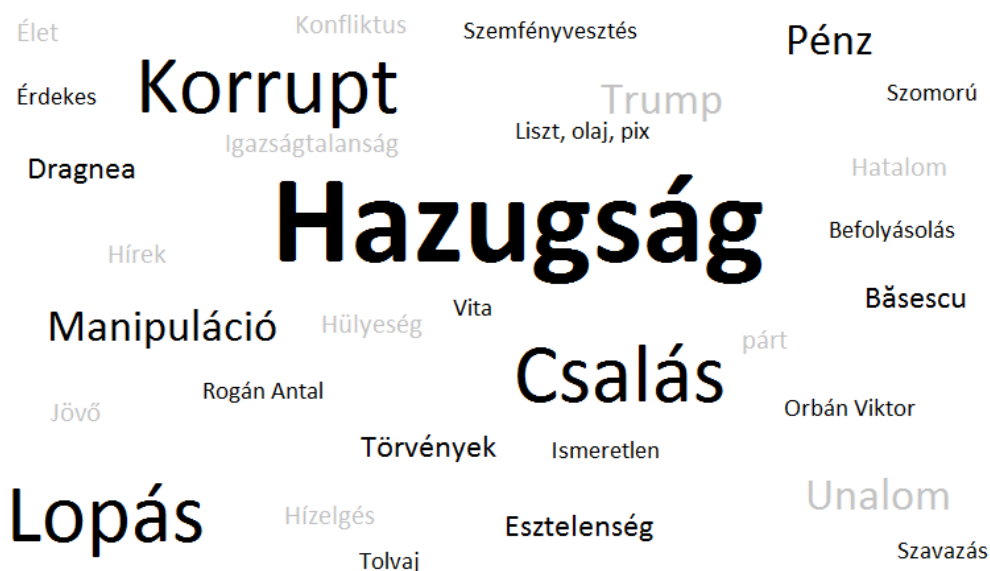 Élet
Konfliktus
Szemfényvesztés
Pénz
Korrupt
Érdekes
Trump
Szomorú
Liszt, olaj, pix
Igazságtalanság
Dragnea
Hatalom
Hazugság
Befolyásolás
Hírek
Băsescu
Vita
Manipuláció
Hülyeség
párt
Csalás
Rogán Antal
Jövő
Orbán Viktor
Törvények
Ismeretlen
Unalom
Lopás
Hízelgés
Esztelenség
Szavazás
Tolvaj